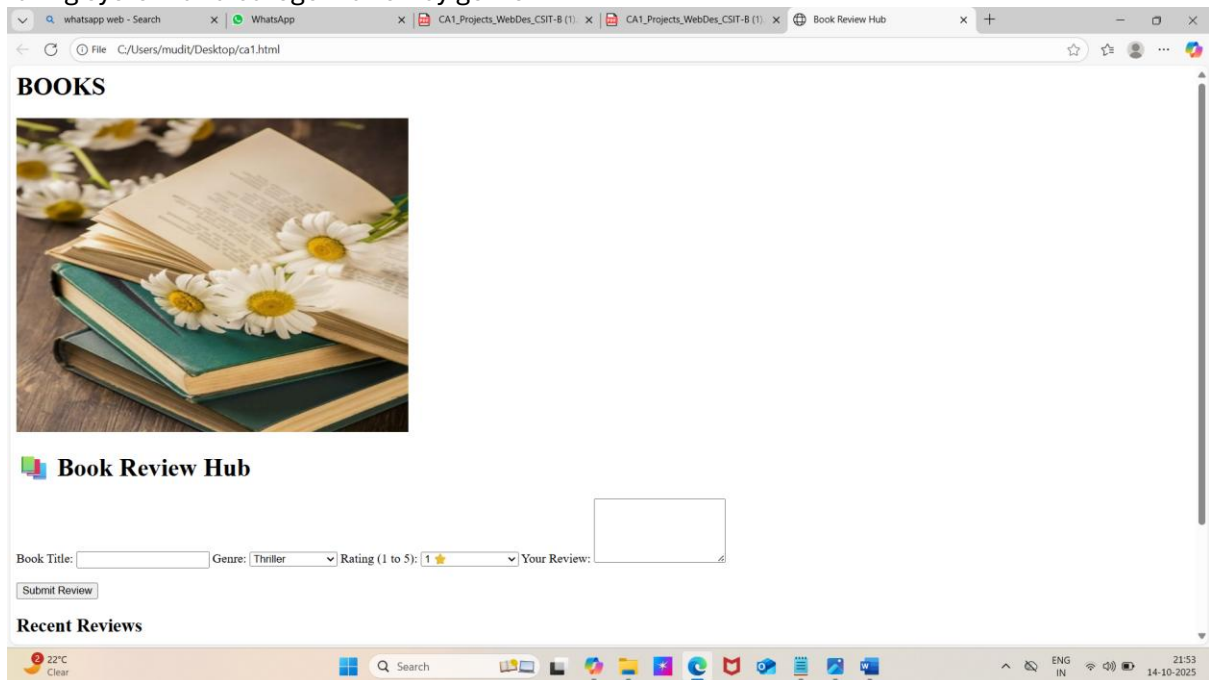 whatsapp web - Search
WhatsApp
CA1_Projects_WebDes_CSIT-B (1).
CA1_Projects_WebDes_CSIT-B (1).
Book Review Hub
File C:/Users/mudit/Desktop/ca1.html
BOOKS
Book Review Hub
Book Title: Genre: Thriller Rating (1 to 5): 1 ⭐ Your Review:
Submit Review
Recent Reviews
2
22°C
Clear
Search
ENG
IN
21:53
14-10-2025